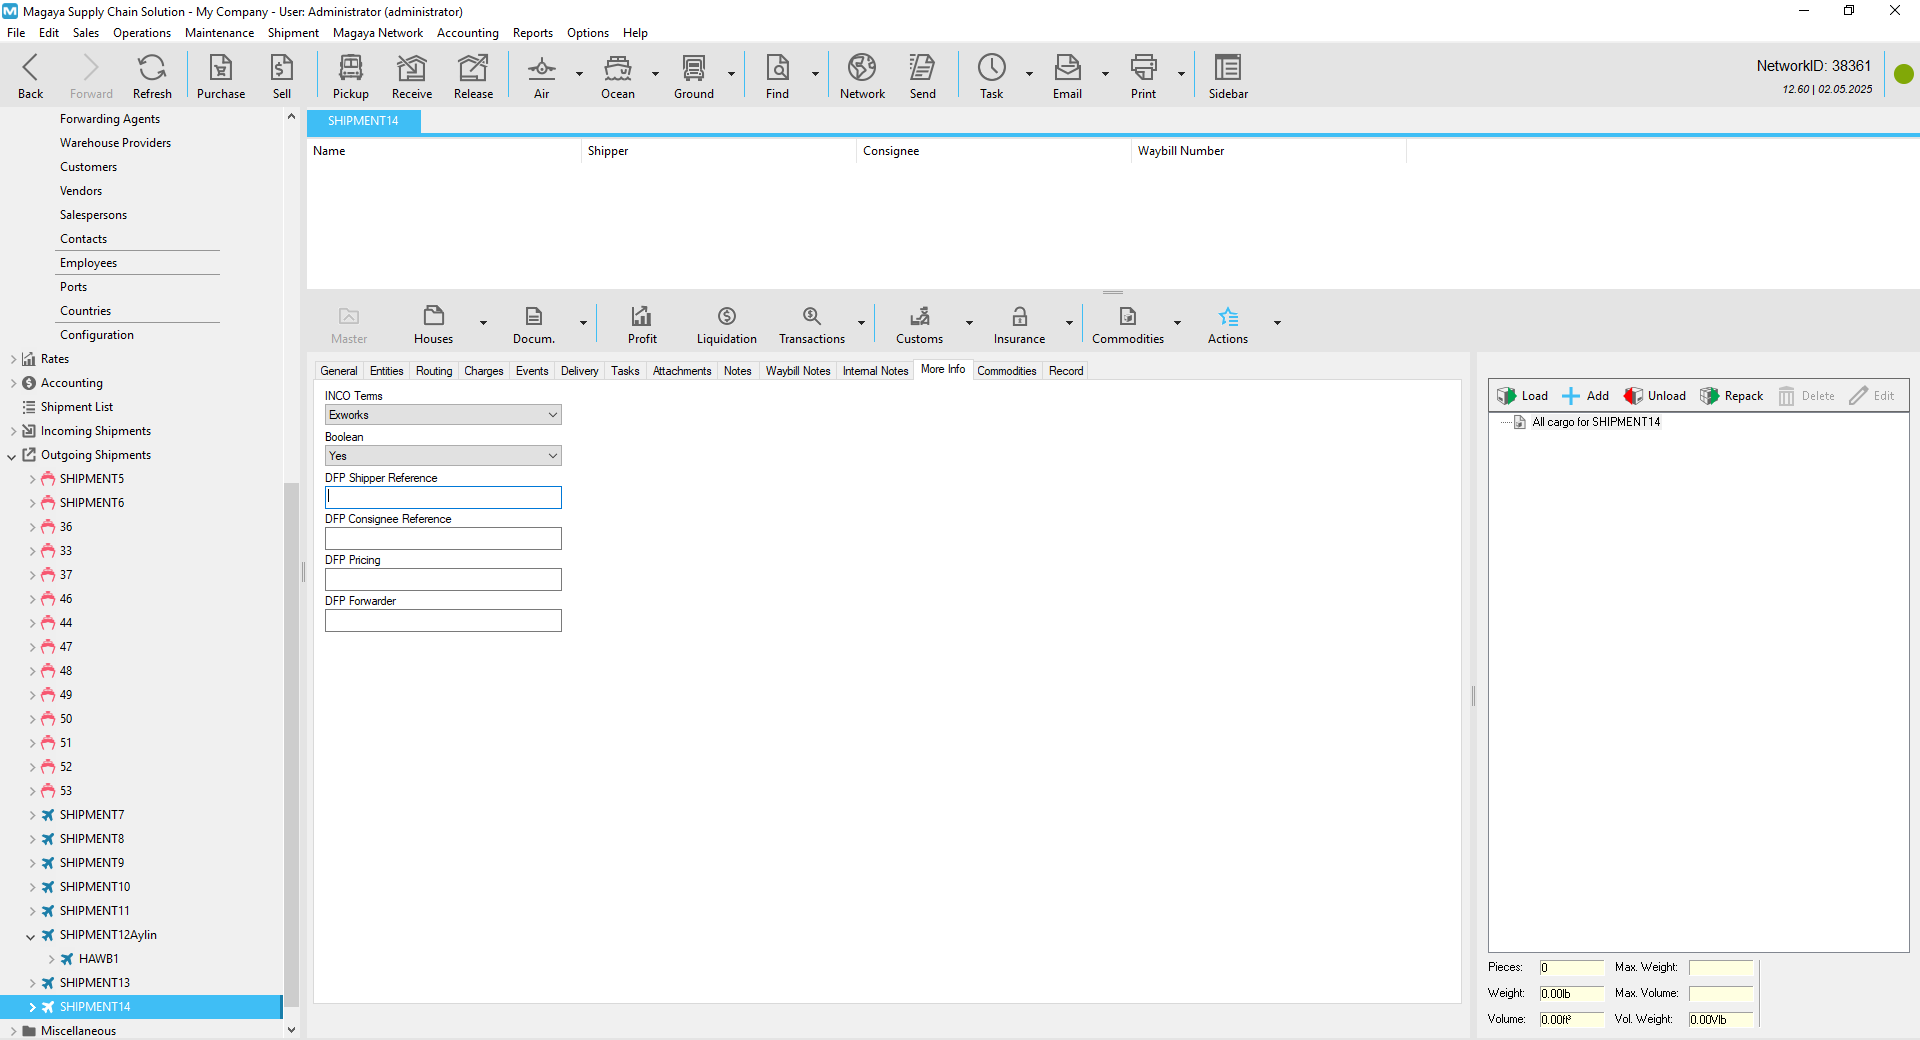 Magaya Supply Chain Solution - My Company - User: Administrator (administrator)
File Edit Sales Operations Maintenance Shipment Magaya Network Accounting Reports Options Help
Back Forward Refresh Purchase Sell Pickup Receive Release Air Ocean Ground Find Network Send Task Email Print Sidebar
NetworkID: 38361
12.60 | 02.05.2025
Forwarding Agents
Warehouse Providers
Customers
Vendors
Salespersons
Contacts
Employees
Ports
Countries
Configuration
Rates
Accounting
Shipment List
Incoming Shipments
Outgoing Shipments
SHIPMENT5
SHIPMENT6
36
33
37
46
44
47
48
49
50
51
52
53
SHIPMENT7
SHIPMENT8
SHIPMENT9
SHIPMENT10
SHIPMENT11
SHIPMENT12Aylin
HAWB1
SHIPMENT13
SHIPMENT14
Miscellaneous
SHIPMENT14
Name Shipper Consignee Waybill Number
Master Houses Docum. Profit Liquidation Transactions Customs Insurance Commodities Actions
General Entities Routing Charges Events Delivery Tasks Attachments Notes Waybill Notes Internal Notes More Info Commodities Record
INCO Terms
Exworks
Boolean
Yes
DFP Shipper Reference
DFP Consignee Reference
DFP Pricing
DFP Forwarder
Load Add Unload Repack Delete Edit
All cargo for SHIPMENT14
Pieces: 0 Max. Weight:
Weight: 0.00lb Max. Volume:
Volume: 0.00ft³ Vol. Weight: 0.00Vlb